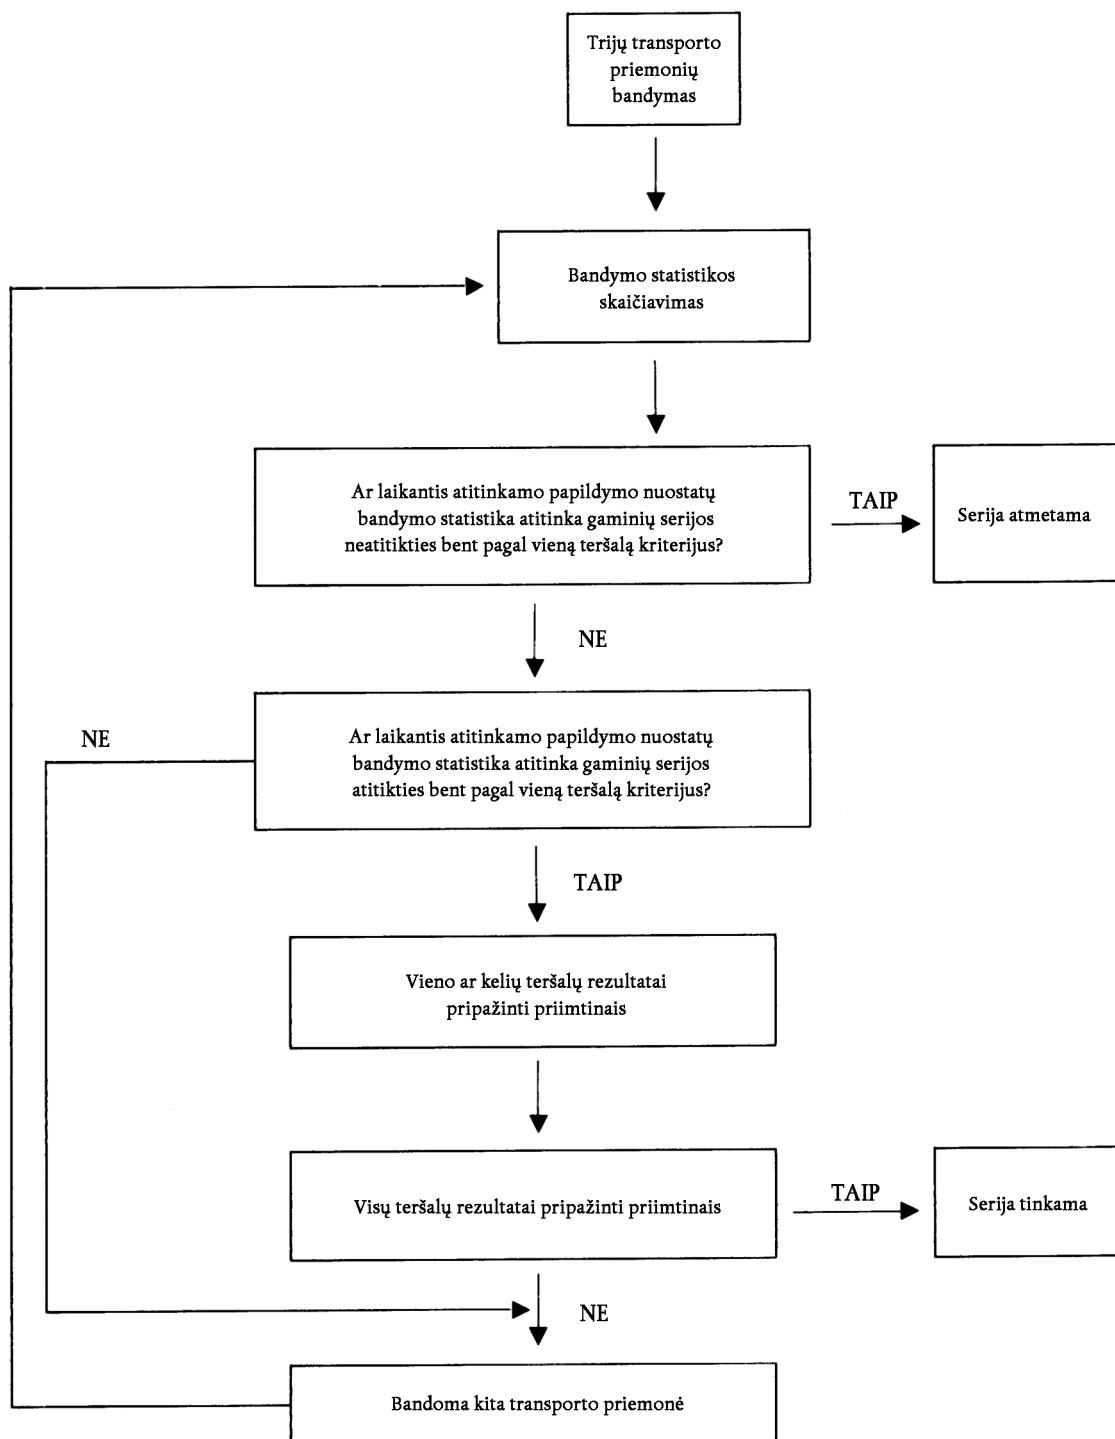 Trijų transporto
priemonių
bandymas
Bandymo statistikos
skaičiavimas
Ar laikantis atitinkamo papildymo nuostatų
bandymo statistika atitinka gaminių serijos
neatitikties bent pagal vieną teršalą kriterijus?
TAIP
Serija atmetama
NE
Ar laikantis atitinkamo papildymo nuostatų
bandymo statistika atitinka gaminių serijos
atitikties bent pagal vieną teršalą kriterijus?
NE
TAIP
Vieno ar kelių teršalų rezultatai
pripažinti priimtinais
Visų teršalų rezultatai pripažinti priimtinais
TAIP
Serija tinkama
NE
Bandoma kita transporto priemonė